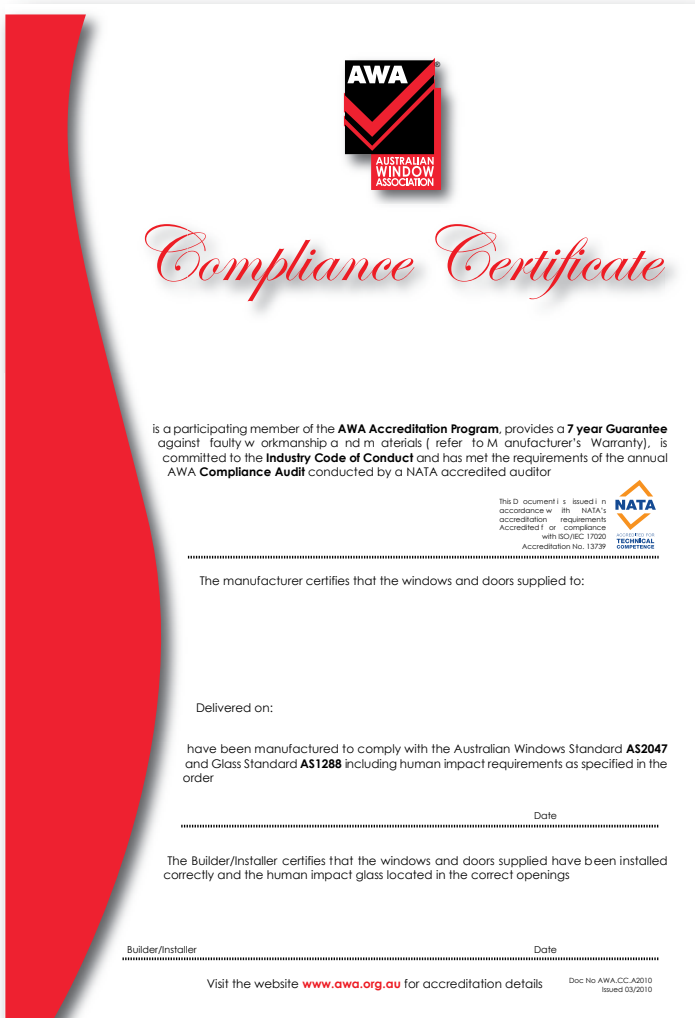 AWA®
AUSTRALIAN
WINDOW
ASSOCIATION
Compliance Certificate
is a participating member of the AWA Accreditation Program, provides a 7 year Guarantee
against faulty w orkmanship a nd m aterials ( refer to M anufacturer's Warranty), is
committed to the Industry Code of Conduct and has met the requirements of the annual
AWA Compliance Audit conducted by a NATA accredited auditor
This D ocument i s issued i n
accordance w ith NATA's
accreditation requirements
Accredited f or compliance
with ISO/IEC 17020
Accreditation No. 13739
NATA
ACCREDITED FOR
TECHNICAL
COMPETENCE
The manufacturer certifies that the windows and doors supplied to:
Delivered on:
have been manufactured to comply with the Australian Windows Standard AS2047
and Glass Standard AS1288 including human impact requirements as specified in the
order
Date
The Builder/Installer certifies that the windows and doors supplied have been installed
correctly and the human impact glass located in the correct openings
Builder/Installer Date
Visit the website www.awa.org.au for accreditation details
Doc No AWA.CC.A2010
Issued 03/2010